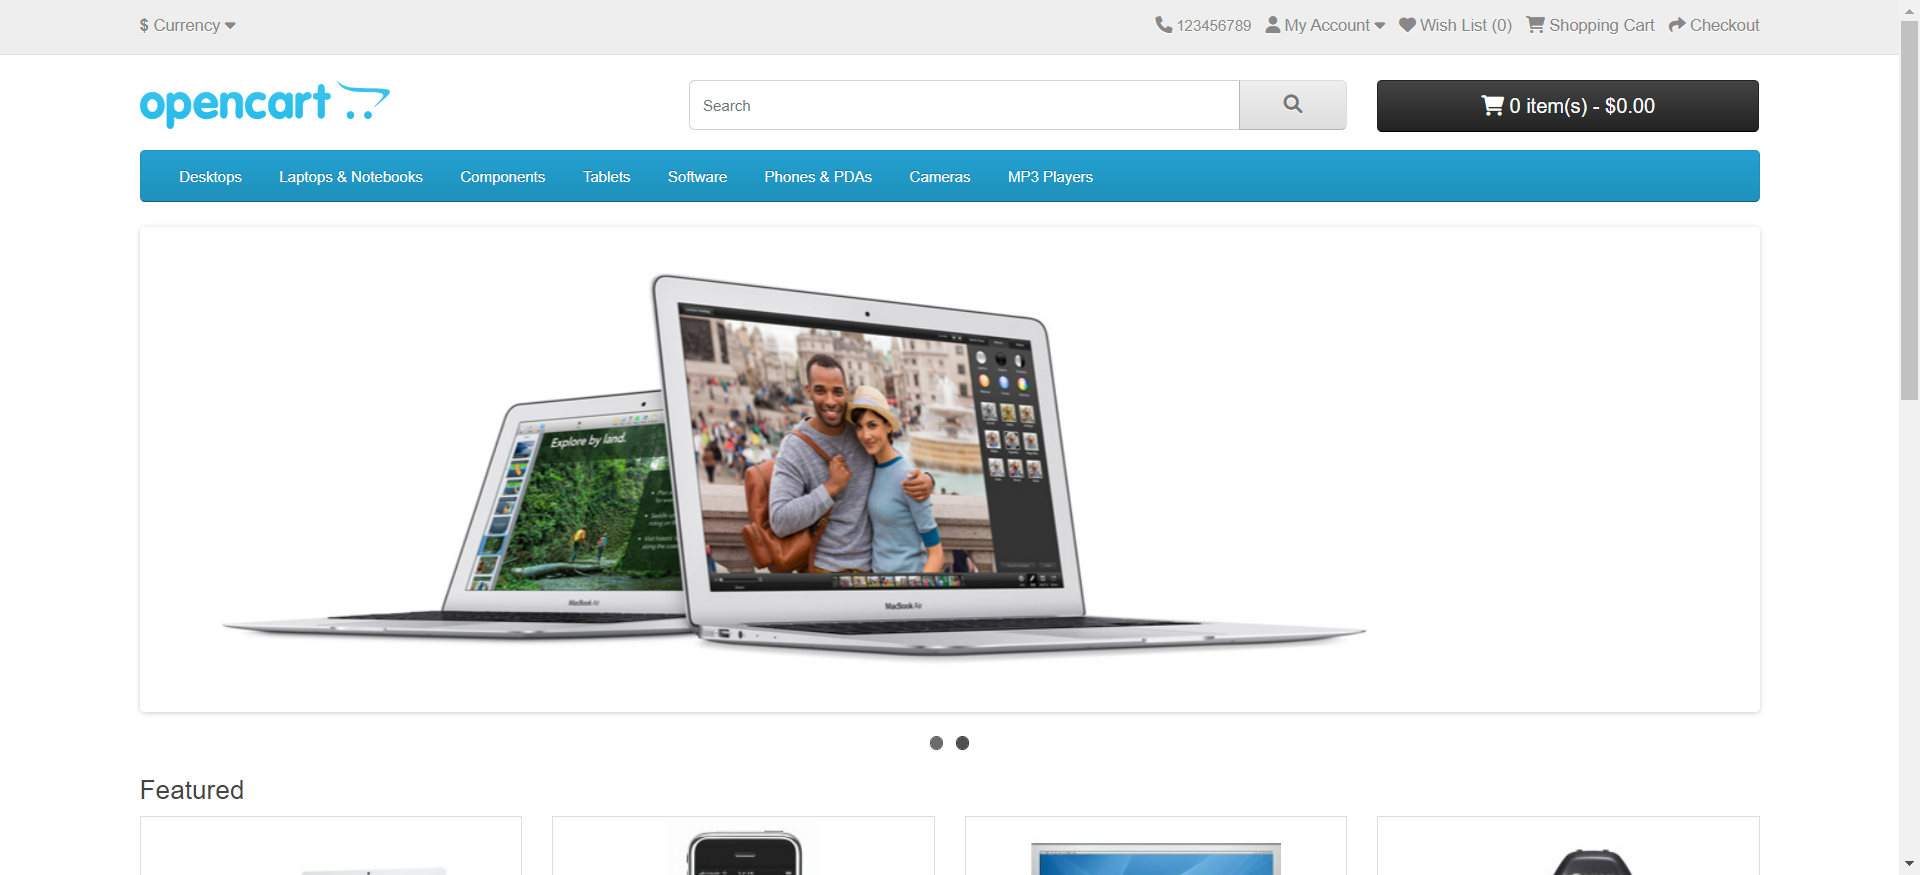 $ Currency
123456789 My Account Wish List (0) Shopping Cart Checkout
opencart
Search
0 item(s) - $0.00
Desktops Laptops & Notebooks Components Tablets Software Phones & PDAs Cameras MP3 Players
Explore by land.
MacBook Air
MacBook Air
Featured